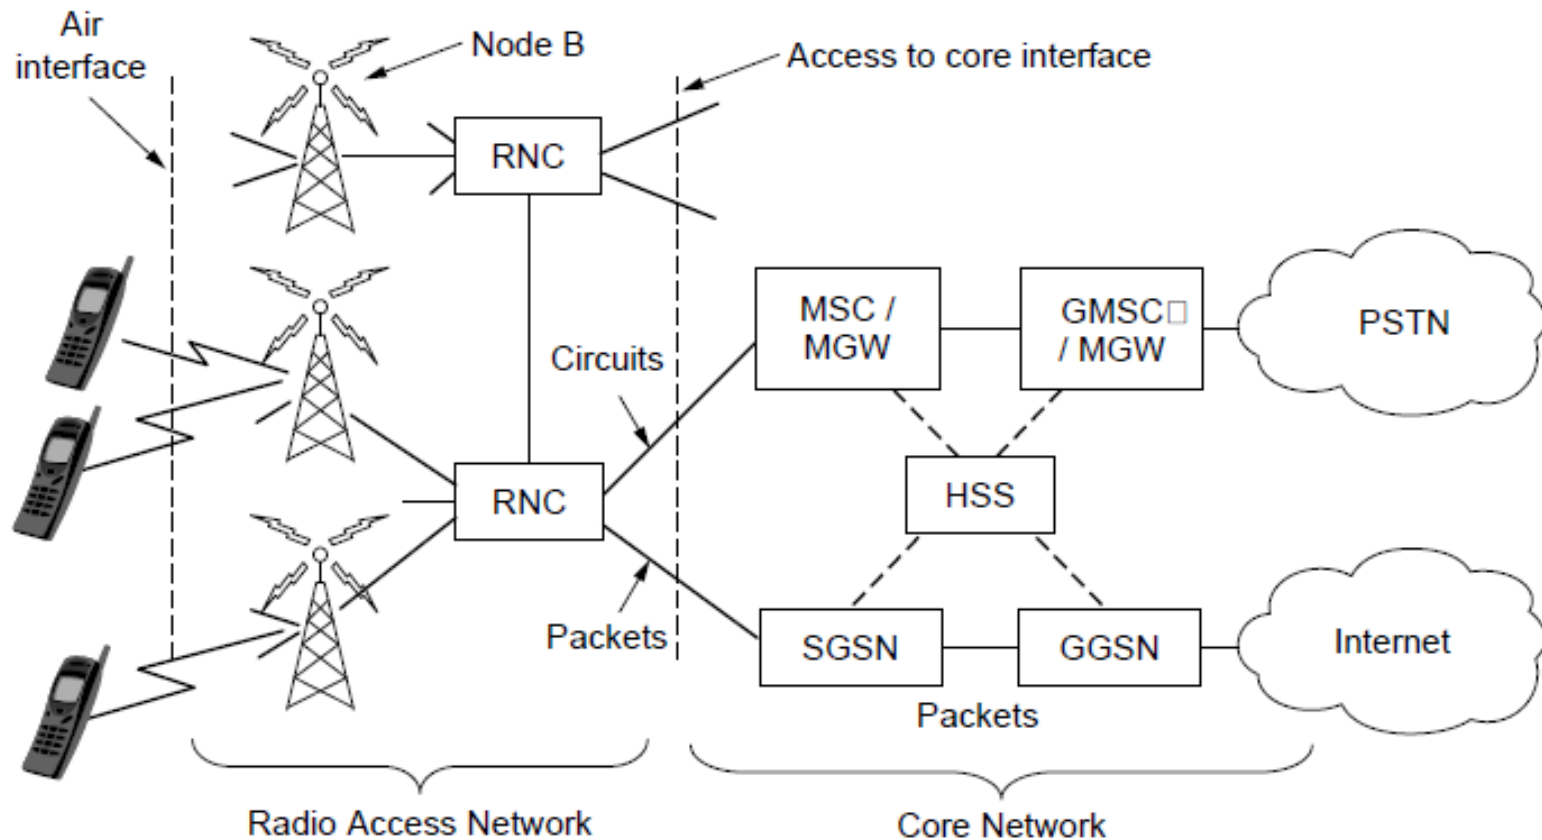 Air
interface
Node B
Access to core interface
RNC
MSC /
MGW
GMSC□
/ MGW
PSTN
Circuits
RNC
HSS
Packets
SGSN
GGSN
Internet
Packets
Radio Access Network
Core Network